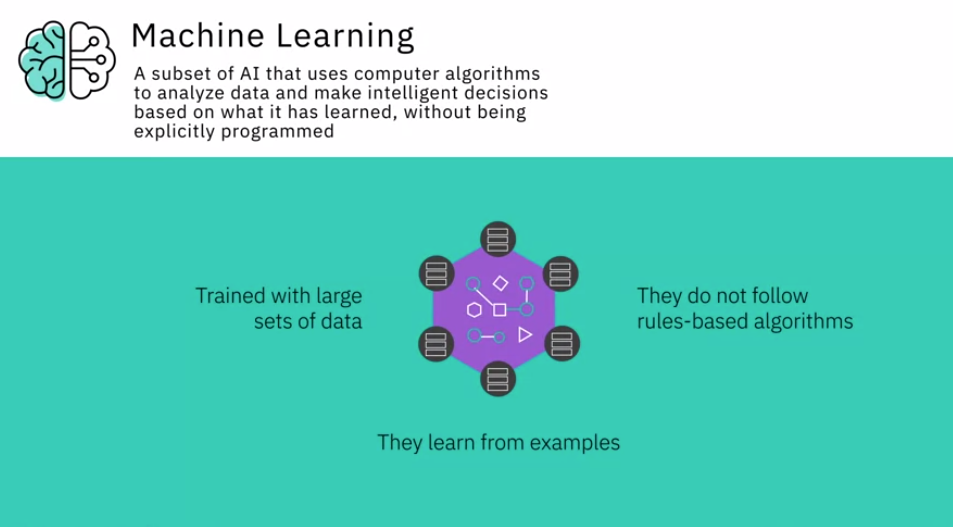 Machine Learning
A subset of AI that uses computer algorithms
to analyze data and make intelligent decisions
based on what it has learned, without being
explicitly programmed
Trained with large
sets of data
They do not follow
rules-based algorithms
They learn from examples